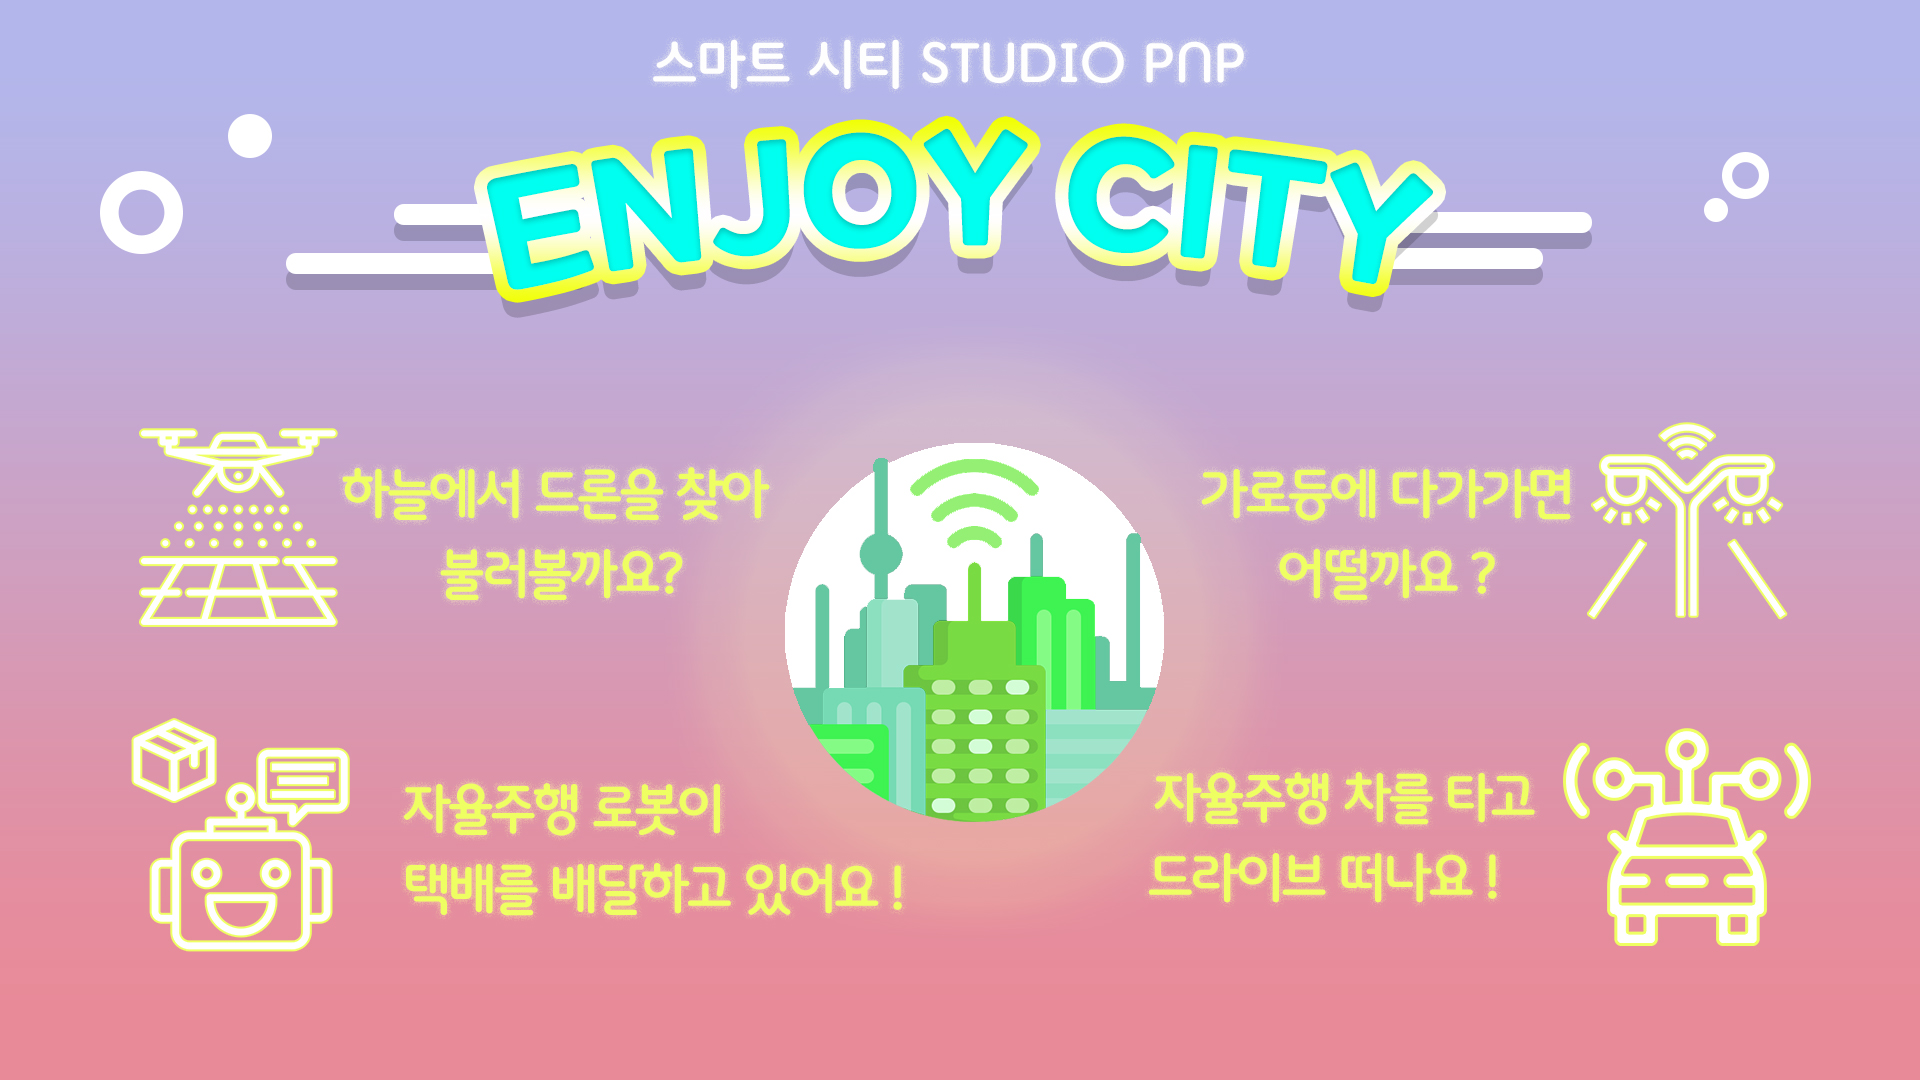 스마트 시티 STUDIO PNP
ENJOY CITY
하늘에서 드론을 찾아
불러볼까요?
가로등에 다가가면
어떨까요 ?
자율주행 로봇이
택배를 배달하고 있어요 !
자율주행 차를 타고
드라이브 떠나요 !